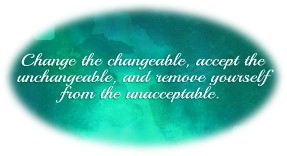 Change the changeable, accept the
unchangeable, and remove yourself
from the unacceptable.